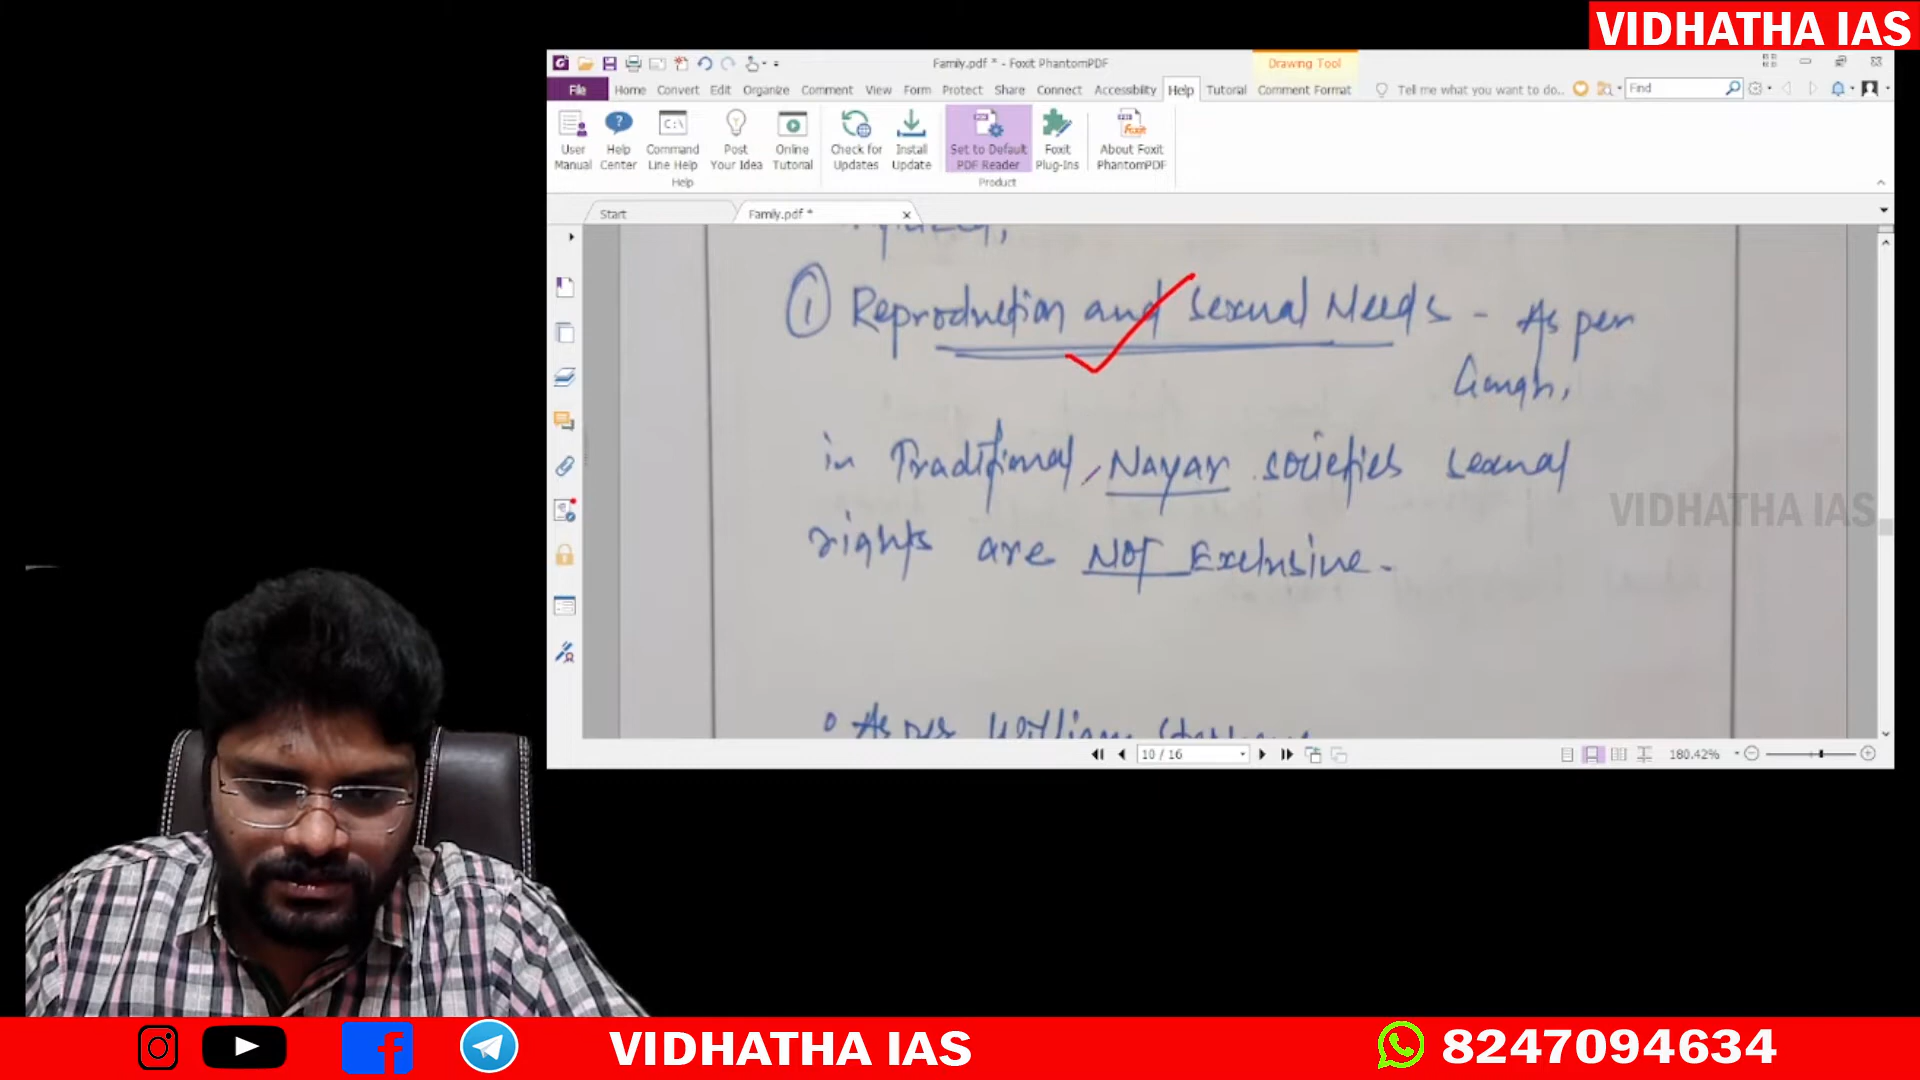 VIDHATHA IAS
Family.pdf * - Foxit PhantomPDF
Drawing Tool
File Home Convert Select Edit Organize Comment View Form Protect Share Connect Accessibility Help Tutorial Comment Format Tell me what you want to do.. Find
User Manual
Help Center
Command Line Help
Post Your Idea
Online Tutorial
Check for Updates
Install Update
Set to Default PDF Reader
Foxit Plug-Ins
About Foxit PhantomPDF
Help
Product
Start
Family.pdf *
① Reproduction and Sexual Needs - As per
Gough,
in Traditional, Nayar societies sexual
rights are NOT Exclusive.
VIDHATHA IAS
o As per William
10 / 16
180.42%
VIDHATHA IAS
8247094634